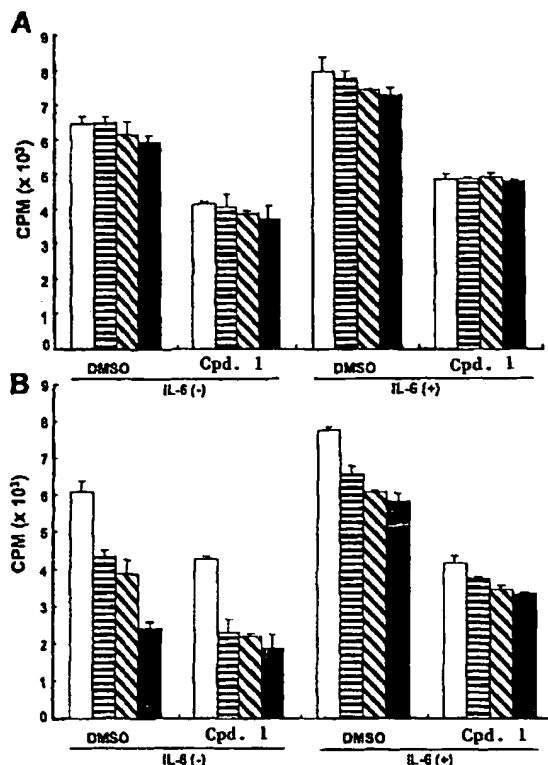 A
CPM (x 10³)
9
8
7
6
5
4
3
2
1
0
DMSO Cpd. 1 DMSO Cpd. 1
IL-6 (-) IL-6 (+)
B
CPM (x 10³)
9
8
7
6
5
4
3
2
1
0
DMSO Cpd. 1 DMSO Cpd. 1
IL-6 (-) IL-6 (+)